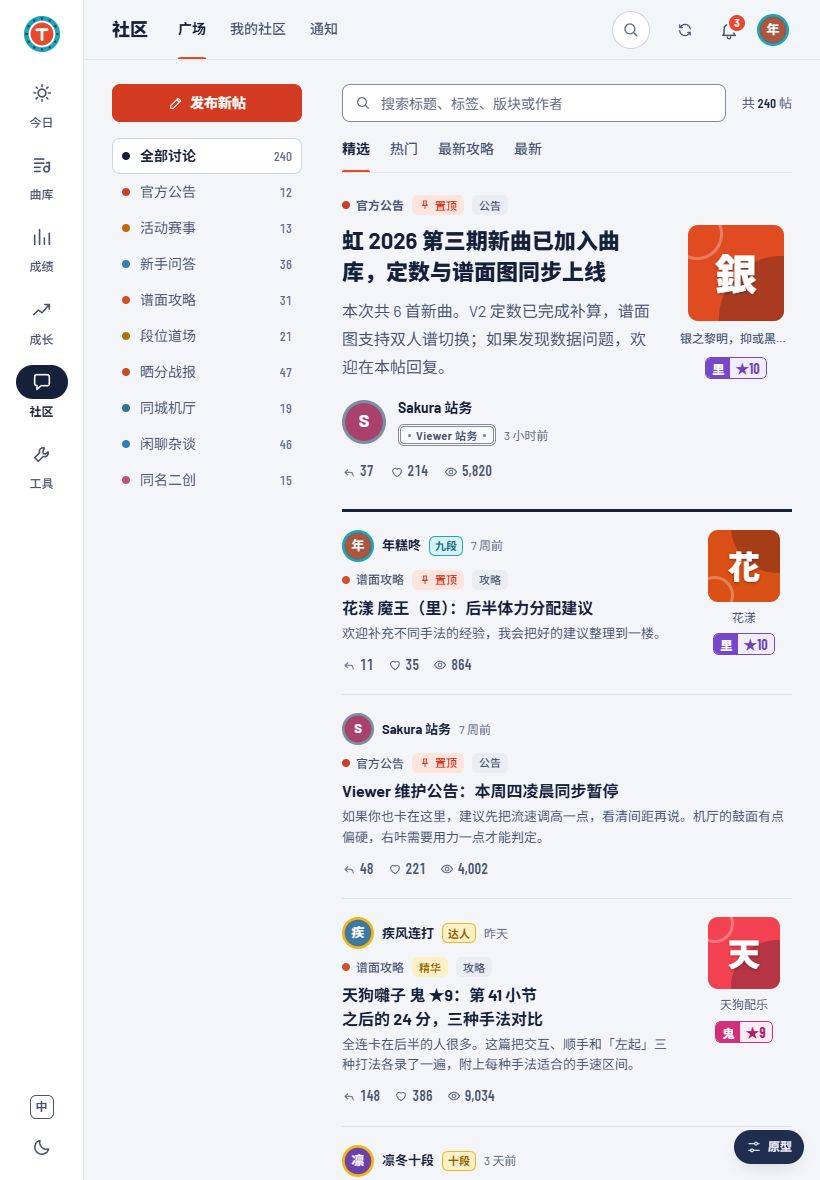 T
今日
曲库
成绩
成长
社区
工具
中
社区
广场
我的社区
通知
3
年
发布新帖
全部讨论 240
官方公告 12
活动赛事 13
新手问答 36
谱面攻略 31
段位道场 21
晒分战报 47
同城机厅 19
闲聊杂谈 46
同名二创 15
搜索标题、标签、版块或作者
共 240 帖
精选 热门 最新攻略 最新
官方公告 置顶 公告
虹 2026 第三期新曲已加入曲
库，定数与谱面图同步上线
本次共 6 首新曲。V2 定数已完成补算，谱面
图支持双人谱切换；如果发现数据问题，欢
迎在本帖回复。
銀
银之黎明，抑或黑…
里 ★10
S
Sakura 站务
Viewer 站务 3 小时前
37 214 5,820
年 年糕咚 九段 7 周前
谱面攻略 置顶 攻略
花漾 魔王（里）：后半体力分配建议
欢迎补充不同手法的经验，我会把好的建议整理到一楼。
11 35 864
花
花漾
里 ★10
S Sakura 站务 7 周前
官方公告 置顶 公告
Viewer 维护公告：本周四凌晨同步暂停
如果你也卡在这里，建议先把流速调高一点，看清间距再说。机厅的鼓面有点
偏硬，右咔需要用力一点才能判定。
48 221 4,002
疾 疾风连打 达人 昨天
谱面攻略 精华 攻略
天狗囃子 鬼 ★9：第 41 小节
之后的 24 分，三种手法对比
全连卡在后半的人很多。这篇把交互、顺手和「左起」三
种打法各录了一遍，附上每种手法适合的手速区间。
148 386 9,034
天
天狗配乐
鬼 ★9
凛 凛冬十段 十段 3 天前
原型